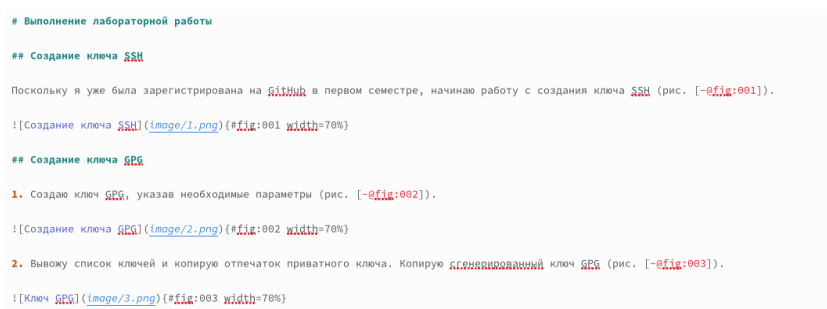 # Выполнение лабораторной работы
## Создание ключа SSH
Поскольку я уже была зарегистрирована на GitHub в первом семестре, начинаю работу с создания ключа SSH (рис. [-@fig:001]).
![Создание ключа SSH](image/1.png){#fig:001 width=70%}
## Создание ключа GPG
1. Создаю ключ GPG, указав необходимые параметры (рис. [-@fig:002]).
![Создание ключа GPG](image/2.png){#fig:002 width=70%}
2. Вывожу список ключей и копирую отпечаток приватного ключа. Копирую сгенерированный ключ GPG (рис. [-@fig:003]).
![Ключ GPG](image/3.png){#fig:003 width=70%}